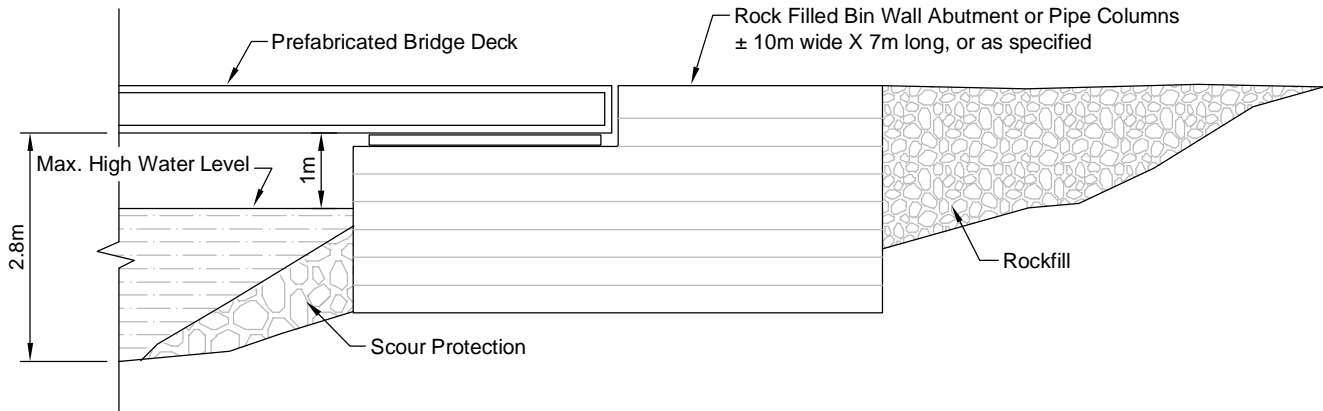 Rock Filled Bin Wall Abutment or Pipe Columns
± 10m wide X 7m long, or as specified
Prefabricated Bridge Deck
Max. High Water Level
1m
2.8m
Rockfill
Scour Protection